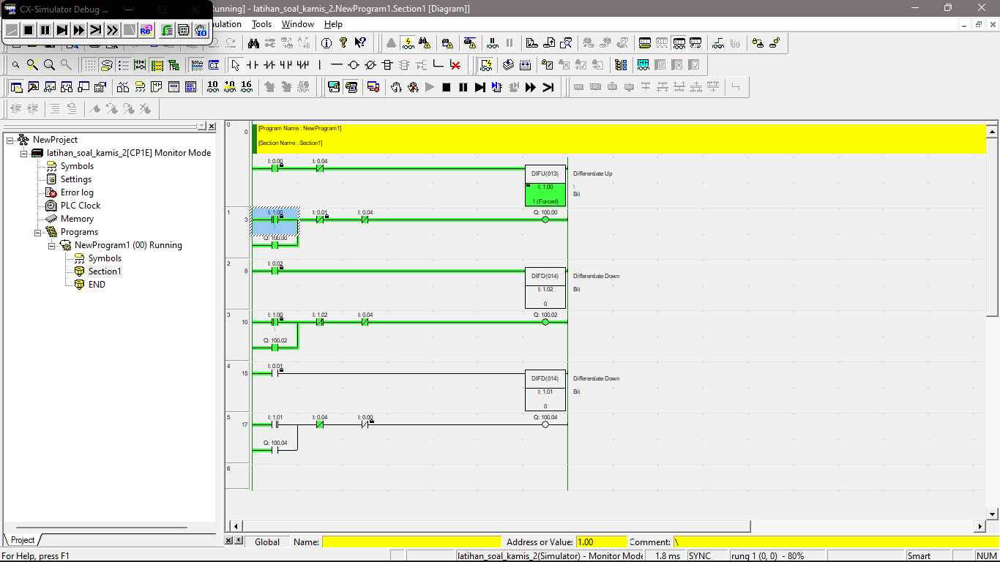 CX-Simulator Debug ...
Running] - latihan_soal_kamis_2.NewProgram1.Section1 [Diagram]]
ulation Tools Window Help
NewProject
latihan_soal_kamis_2[CP1E] Monitor Mode
Symbols
Settings
Error log
PLC Clock
Memory
Programs
NewProgram1 (00) Running
Symbols
Section1
END
Project
0
0
[Program Name : NewProgram1]
[Section Name : Section1]
I: 0.00
I: 0.04
DIFU(013)
Differentiate Up
I: 1.00
\
Bit
1 (Forced)
1
3
I: 1.00
I: 0.01
I: 0.04
Q: 100.00
\
Q: 100.00
2
8
I: 0.02
DIFD(014)
Differentiate Down
I: 1.02
Bit
0
3
10
I: 1.00
I: 1.02
I: 0.04
Q: 100.02
\
Q: 100.02
4
15
I: 0.01
DIFD(014)
Differentiate Down
I: 1.01
Bit
0
5
17
I: 1.01
I: 0.04
I: 0.00
Q: 100.04
Q: 100.04
6
Global Name: Address or Value: 1.00 Comment: \
For Help, press F1
latihan_soal_kamis_2(Simulator) - Monitor Mode 1.8 ms SYNC rung 1 (0, 0) - 80% Smart NUM